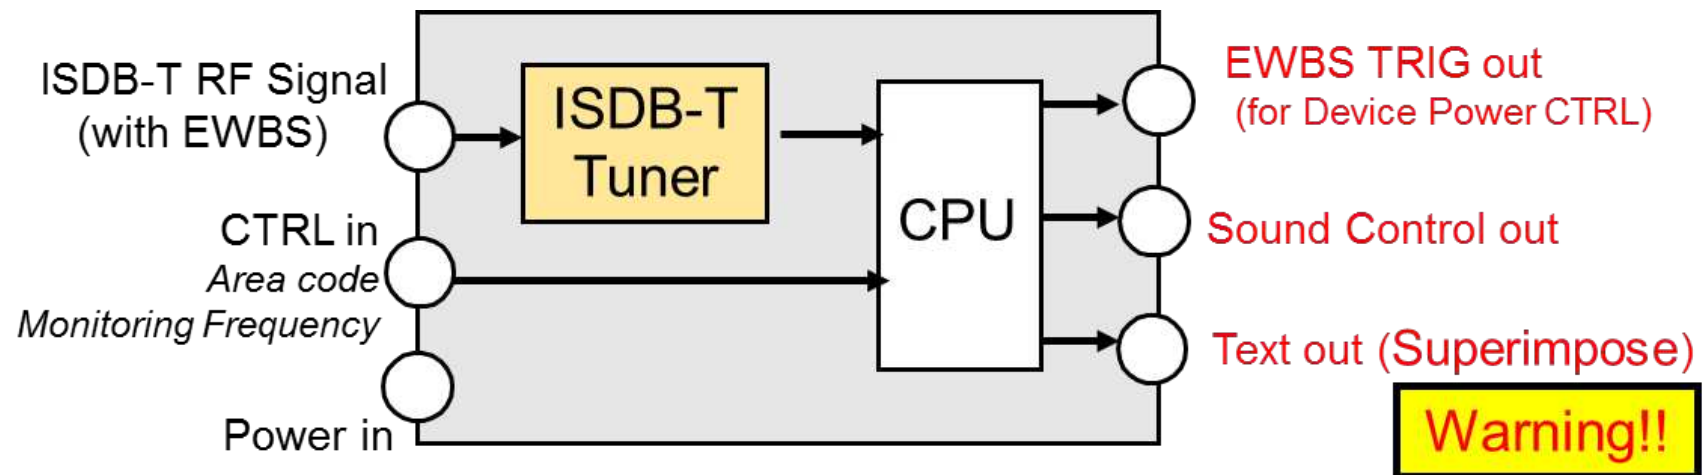 ISDB-T RF Signal
(with EWBS)
CTRL in
Area code
Monitoring Frequency
Power in
ISDB-T
Tuner
CPU
EWBS TRIG out
(for Device Power CTRL)
Sound Control out
Text out (Superimpose)
Warning!!